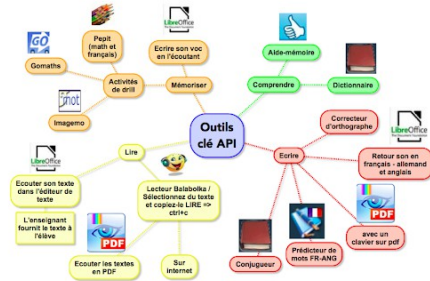 Pepit
(math et
français)
LibreOffice
Ecrire son voc
en l'écoutant
GO
Gomaths
Activités
de drill
Mémoriser
mot
Imagemo
Aide-mémoire
Comprendre
Dictionnaire
Outils
clé API
Correcteur
d'orthographe
LibreOffice
Ecrire
Retour son en
français - allemand
et anglais
PDF
avec un
clavier sur pdf
Prédicteur de
mots FR-ANG
Conjugueur
Lire
LibreOffice
Ecouter son texte
dans l'éditeur de
texte
L'enseignant
fournit le texte à
l'élève
Lecteur Balabolka /
Sélectionnez du texte
et copiez-le LIRE =>
ctrl+c
PDF
Ecouter les textes
en PDF
Sur
internet